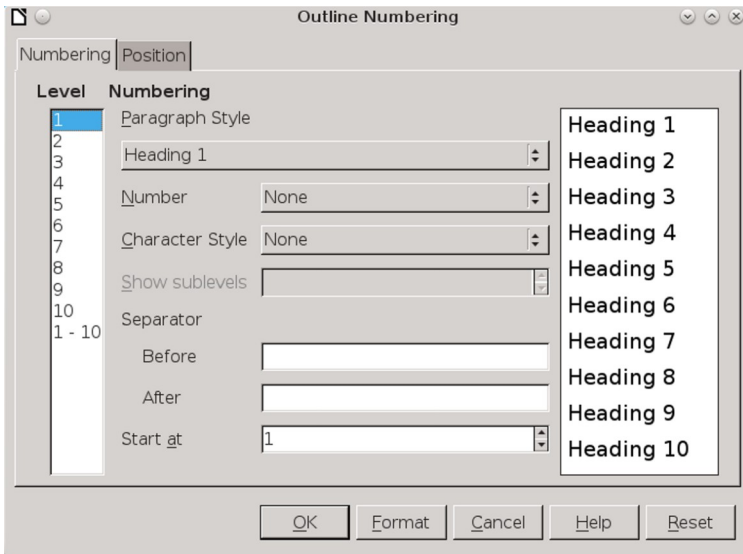 Outline Numbering
Numbering Position
Level Numbering
1
2
3
4
5
6
7
8
9
10
1 - 10
Paragraph Style
Heading 1
Number None
Character Style None
Show sublevels
Separator
Before
After
Start at 1
Heading 1
Heading 2
Heading 3
Heading 4
Heading 5
Heading 6
Heading 7
Heading 8
Heading 9
Heading 10
OK Format Cancel Help Reset